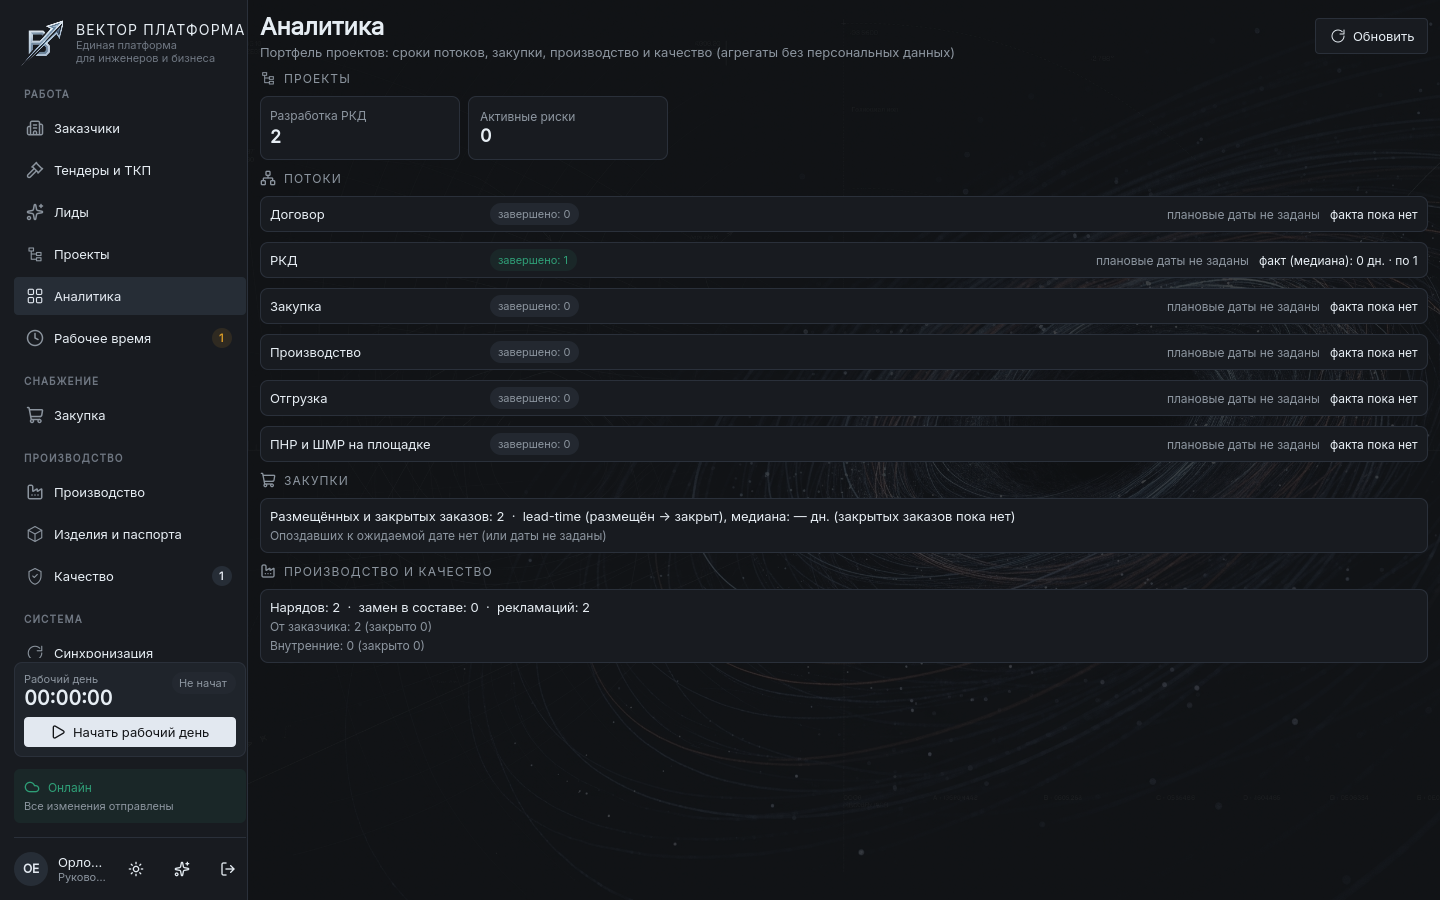 ВЕКТОР ПЛАТФОРМА
Единая платформа
для инженеров и бизнеса
РАБОТА
Заказчики
Тендеры и ТКП
Лиды
Проекты
Аналитика
Рабочее время 1
СНАБЖЕНИЕ
Закупка
ПРОИЗВОДСТВО
Производство
Изделия и паспорта
Качество 1
СИСТЕМА
Синхронизация
Рабочий день
Не начат
00:00:00
Начать рабочий день
Онлайн
Все изменения отправлены
OE
Орло...
Руково...
Аналитика
Обновить
Портфель проектов: сроки потоков, закупки, производство и качество (агрегаты без персональных данных)
ПРОЕКТЫ
Разработка РКД
2
Активные риски
0
ПОТОКИ
Договор завершено: 0 плановые даты не заданы факта пока нет
РКД завершено: 1 плановые даты не заданы факт (медиана): 0 дн. · по 1
Закупка завершено: 0 плановые даты не заданы факта пока нет
Производство завершено: 0 плановые даты не заданы факта пока нет
Отгрузка завершено: 0 плановые даты не заданы факта пока нет
ПНР и ШМР на площадке завершено: 0 плановые даты не заданы факта пока нет
ЗАКУПКИ
Размещённых и закрытых заказов: 2 · lead-time (размещён → закрыт), медиана: — дн. (закрытых заказов пока нет)
Опоздавших к ожидаемой дате нет (или даты не заданы)
ПРОИЗВОДСТВО И КАЧЕСТВО
Нарядов: 2 · замен в составе: 0 · рекламаций: 2
От заказчика: 2 (закрыто 0)
Внутренние: 0 (закрыто 0)